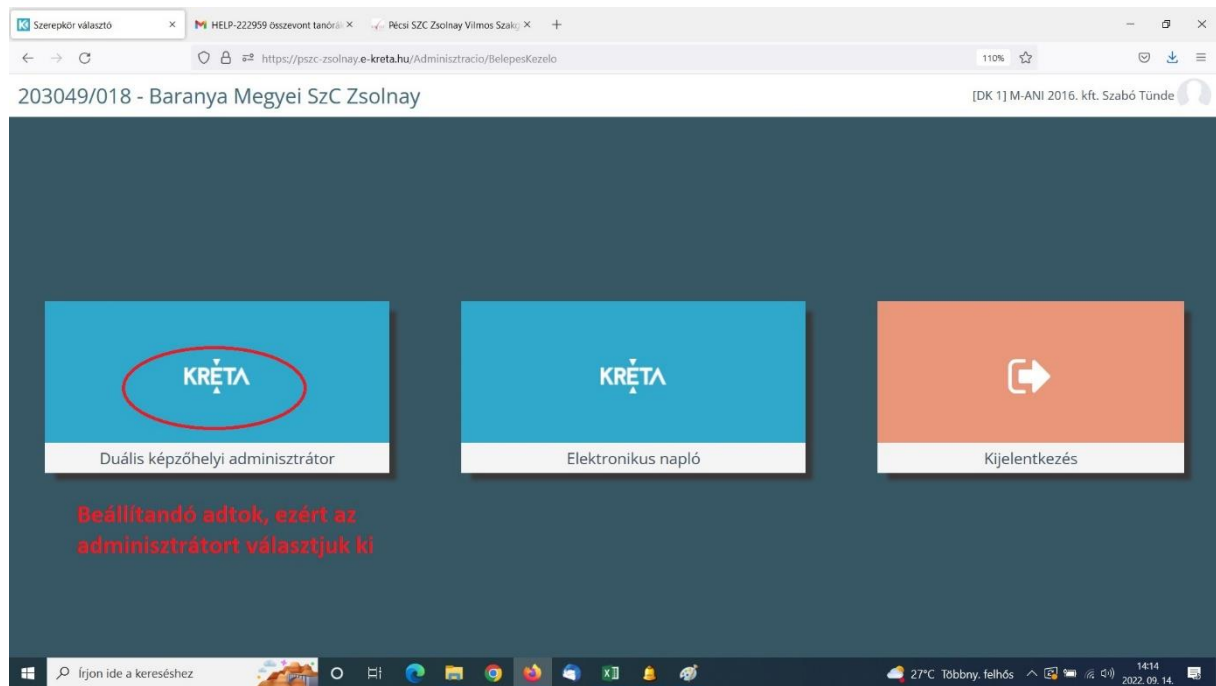 Szerepkör választó
HELP-222959 összevont tanórá
Pécsi SZC Zsolnay Vilmos Szak
https://pszc-zsolnay.e-kreta.hu/Adminisztracio/BelepesKezelo
110%
203049/018 - Baranya Megyei SzC Zsolnay
[DK 1] M-ANI 2016. kft. Szabó Tünde
KRÉTA
Duális képzőhelyi adminisztrátor
KRÉTA
Elektronikus napló
Kijelentkezés
Beállítandó adtok, ezért az
adminisztrátort választjuk ki
Írjon ide a kereséshez
27°C Többny. felhős
14:14
2022. 09. 14.